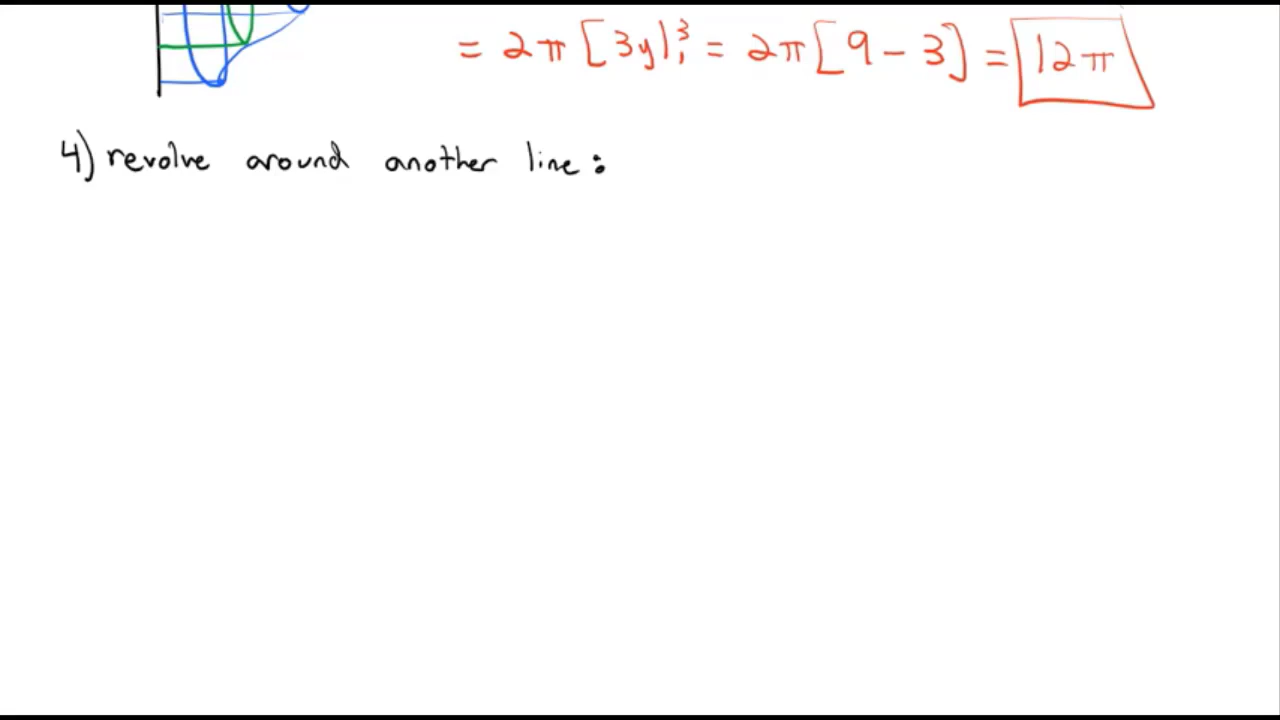 = 2π [3y]₁³ = 2π [9 - 3] = 12π
4) revolve around another line: